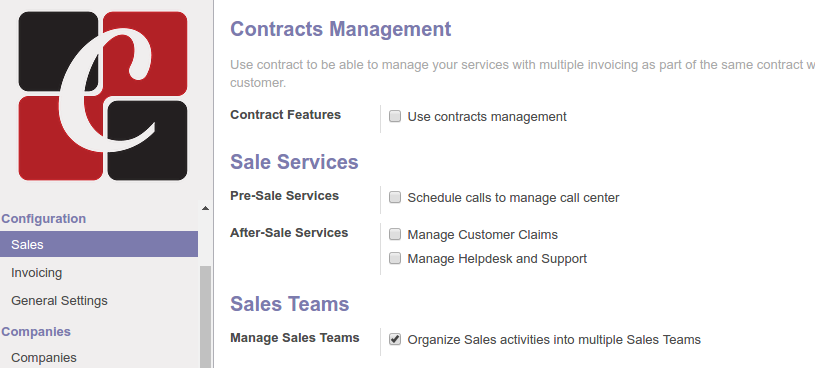 C
Configuration
Sales
Invoicing
General Settings
Companies
Companies
Contracts Management
Use contract to be able to manage your services with multiple invoicing as part of the same contract w
customer.
Contract Features Use contracts management
Sale Services
Pre-Sale Services Schedule calls to manage call center
After-Sale Services Manage Customer Claims
Manage Helpdesk and Support
Sales Teams
Manage Sales Teams Organize Sales activities into multiple Sales Teams